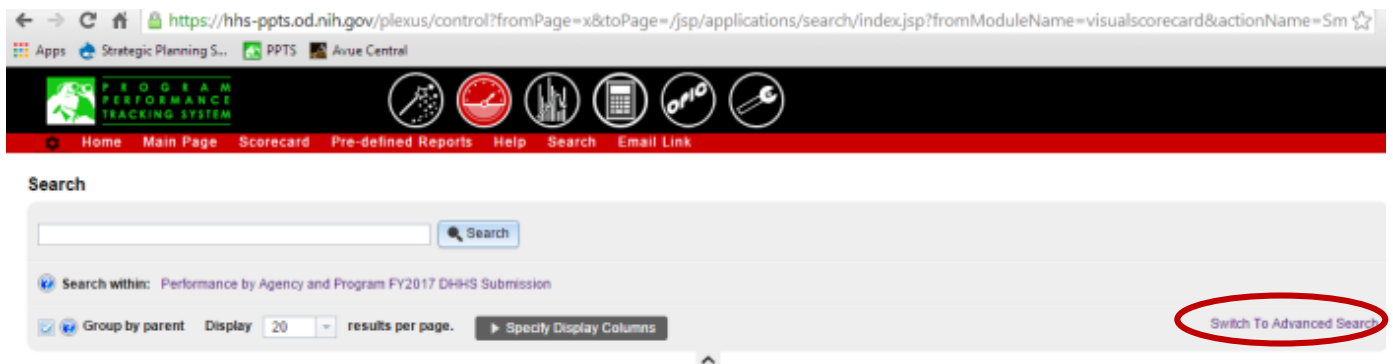 https://hhs-ppts.od.nih.gov/plexus/control?fromPage=x&toPage=/jsp/applications/search/index.jsp?fromModuleName=visualscorecard&actionName=Sm
Apps Strategic Planning S... PPTS Avue Central
PROGRAM
PERFORMANCE
TRACKING SYSTEM
OPIO
Home Main Page Scorecard Pre-defined Reports Help Search Email Link
Search
Search
Search within: Performance by Agency and Program FY2017 DHHS Submission
Group by parent Display 20 results per page. Specify Display Columns
Switch To Advanced Search